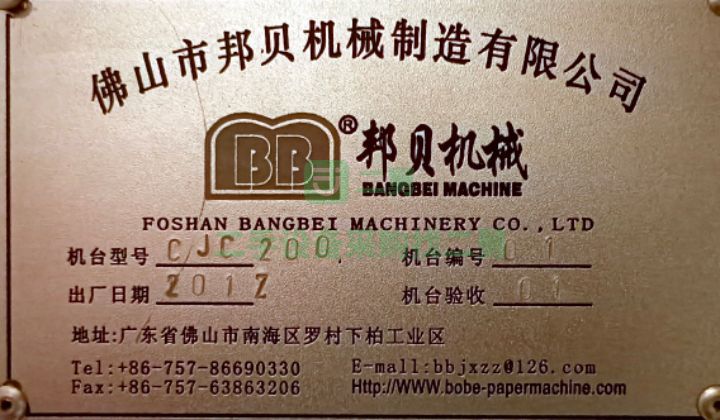 佛山市邦贝机械制造有限公司
BB® 邦贝机械
BANGBEI MACHINE
FOSHAN BANGBEI MACHINERY CO.,LTD
机台型号 CJC 200 机台编号 01
出厂日期 2012 机台验收 01
地址:广东省佛山市南海区罗村下柏工业区
Tel:+86-757-86690330 E-mall:bbjxzz@126.com
Fax:+86-757-63863206 Http://WWW.bobe-papermachine.com